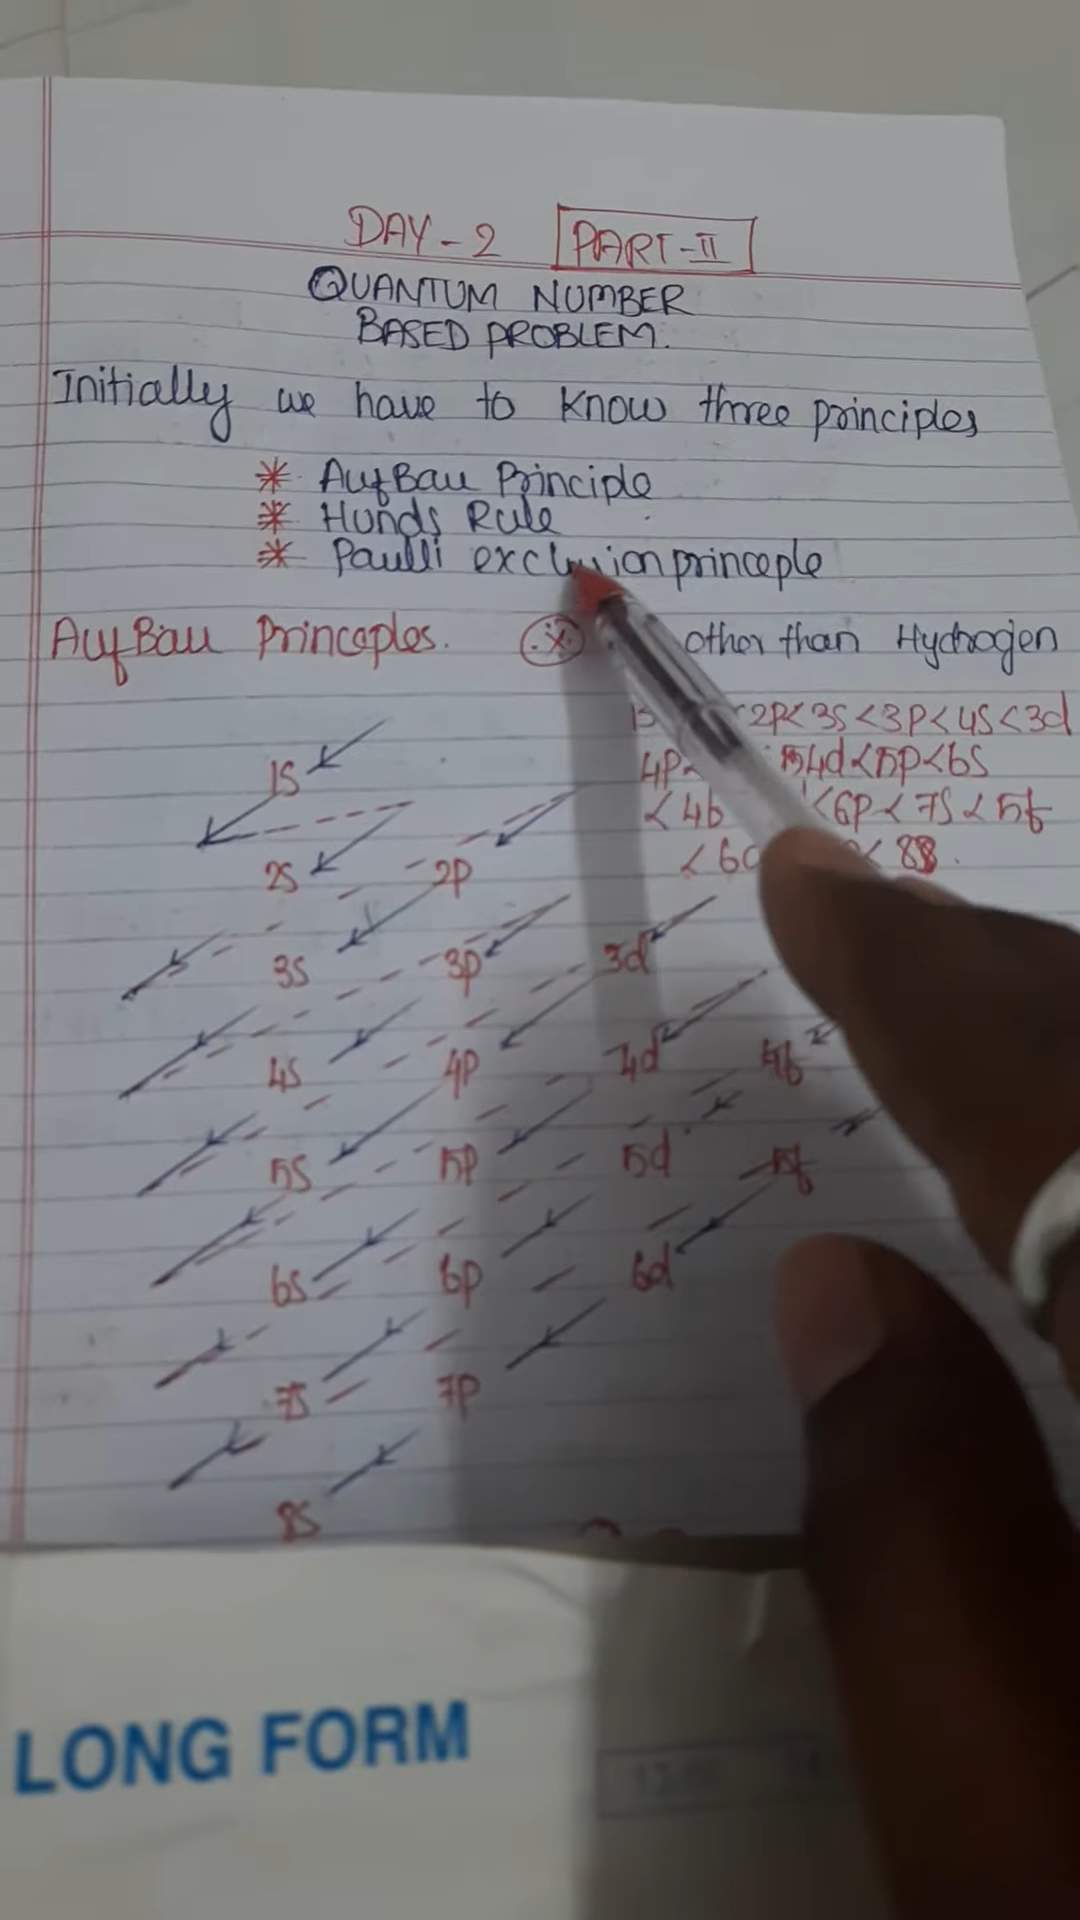 DAY-2 PART-II
QUANTUM NUMBER
BASED PROBLEM.
Initially we have to know three principles
* AufBau Principle
* Hunds Rule
* Paulli exclusion princeple
AufBau Princeples. other than Hydrogen
2p<3s<3p<4s<3d
1s
4p< 4d<5p<6s
<6p<7s<5f
2s 2p
< 8s.
3s 3p 3d
4s 4p 4d 4f
5s 5p 5d 5f
6s 6p 6d
7s 7p
8s
LONG FORM